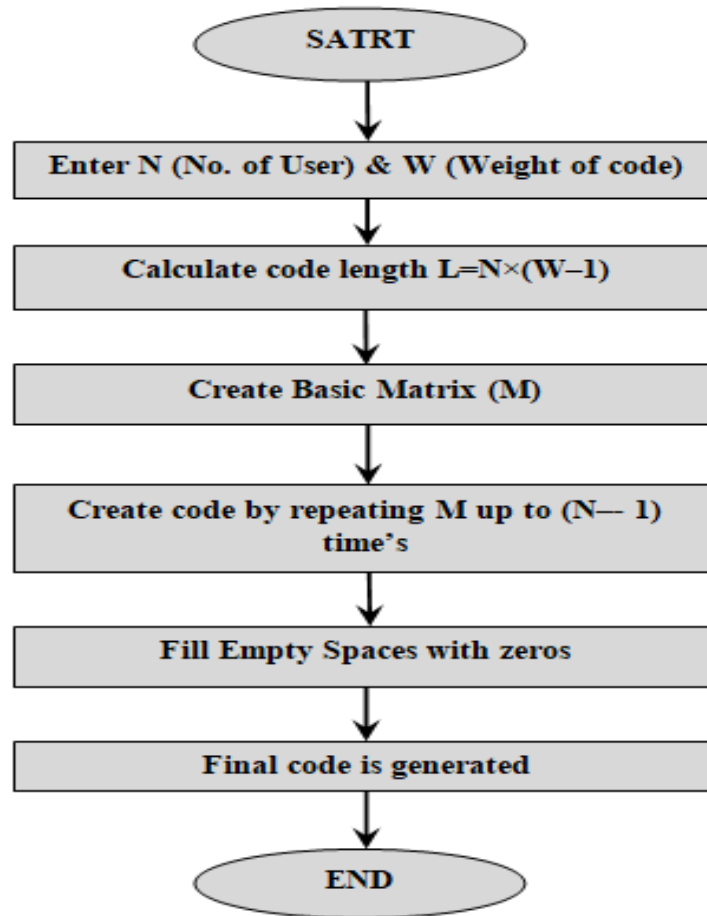 SATRT
Enter N (No. of User) & W (Weight of code)
Calculate code length L=N×(W–1)
Create Basic Matrix (M)
Create code by repeating M up to (N–- 1)
time’s
Fill Empty Spaces with zeros
Final code is generated
END